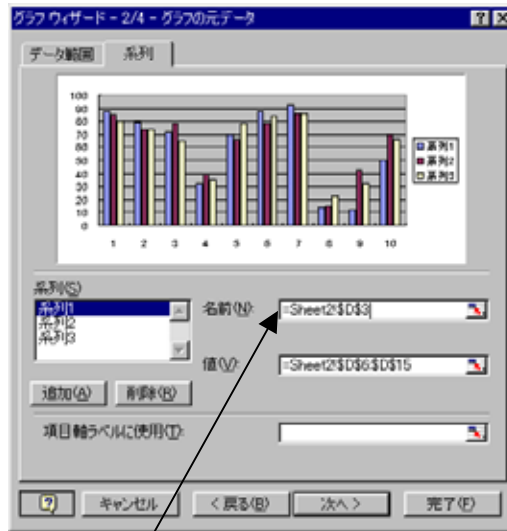 グラフ ウィザード - 2/4 - グラフの元データ
データ範囲 系列
100
90
80
70
60
50
40
30
20
10
0
1 2 3 4 5 6 7 8 9 10
系列1
系列2
系列3
系列(S)
系列1
系列2
系列3
名前(N):
=Sheet2!$D$3
値(V):
=Sheet2!$D$6:$D$15
追加(A) 削除(R)
項目軸ラベルに使用(T):
キャンセル < 戻る(B) 次へ > 完了(F)